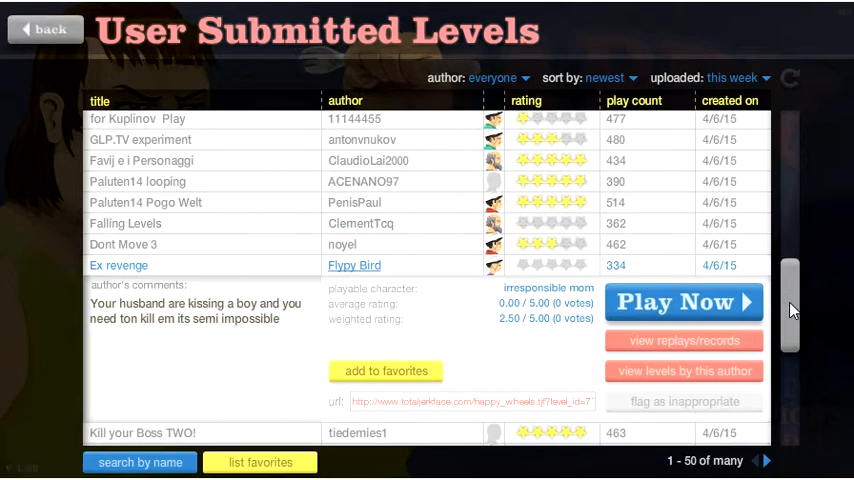 back
User Submitted Levels
author: everyone sort by: newest uploaded: this week
title author rating play count created on
for Kuplinov Play 11144455 477 4/6/15
GLP.TV experiment antonvnukov 480 4/6/15
Favij e i Personaggi ClaudioLai2000 434 4/6/15
Paluten14 looping ACENANO97 390 4/6/15
Paluten14 Pogo Welt PenisPaul 514 4/6/15
Falling Levels ClementTcq 362 4/6/15
Dont Move 3 noyel 462 4/6/15
Ex revenge Flypy Bird 334 4/6/15
author's comments:
Your husband are kissing a boy and you
need ton kill em its semi impossible
playable character: irresponsible mom
average rating: 0.00 / 5.00 (0 votes)
weighted rating: 2.50 / 5.00 (0 votes)
Play Now
view replays/records
add to favorites
view levels by this author
url: http://www.totaljerkface.com/happy_wheels.tjf?level_id=7
flag as inappropriate
Kill your Boss TWO! tiedemies1 463 4/6/15
search by name list favorites 1 - 50 of many